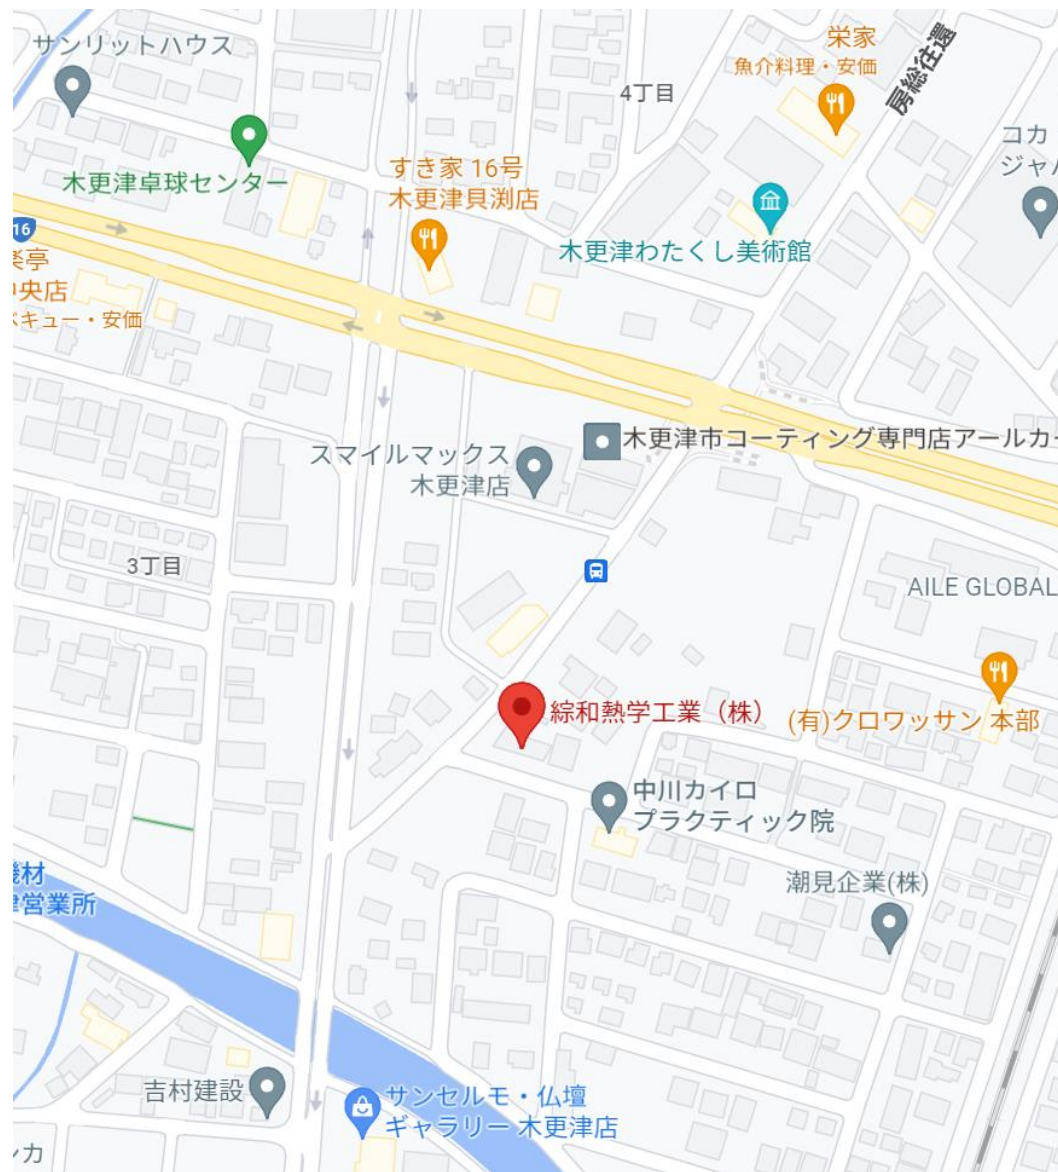 サンリットハウス
栄家
魚介料理・安価
房総往還
4丁目
コカ
ジャパ
木更津卓球センター
すき家 16号
木更津貝渕店
木更津わたくし美術館
16
楽亭
中央店
ベキュー・安価
スマイルマックス
木更津店
木更津市コーティング専門店アールカー
3丁目
AILE GLOBAL
綜和熱学工業（株）
(有)クロワッサン 本部
中川カイロ
プラクティック院
機材
津営業所
潮見企業(株)
吉村建設
サンセルモ・仏壇
ギャラリー 木更津店
カ